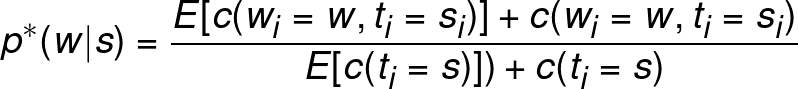 p*(w|s) = E[c(w_i = w, t_i = s_i)] + c(w_i = w, t_i = s_i) / E[c(t_i = s)]) + c(t_i = s)